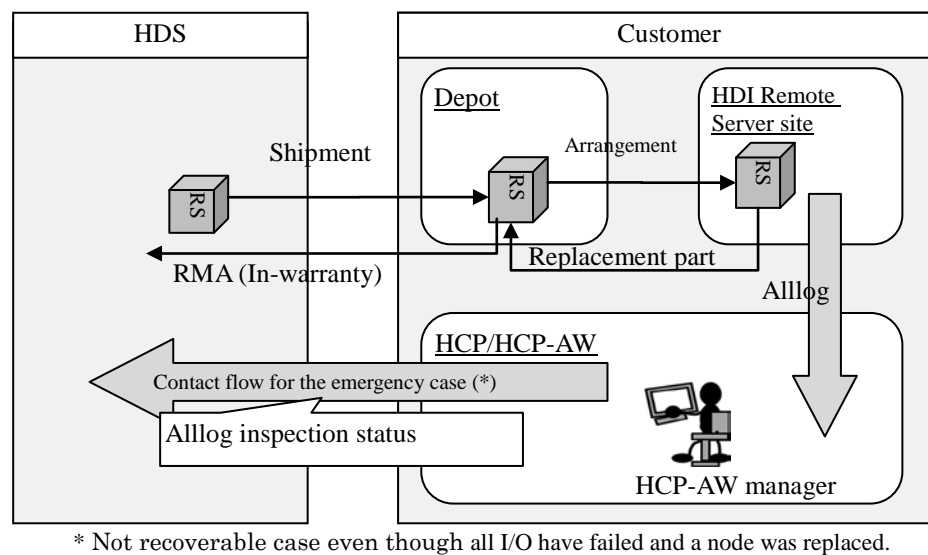 HDS
Customer
Depot
HDI Remote
Server site
Shipment
Arrangement
RS
RS
RS
RMA (In-warranty)
Replacement part
Alllog
HCP/HCP-AW
Contact flow for the emergency case (*)
Alllog inspection status
HCP-AW manager
* Not recoverable case even though all I/O have failed and a node was replaced.